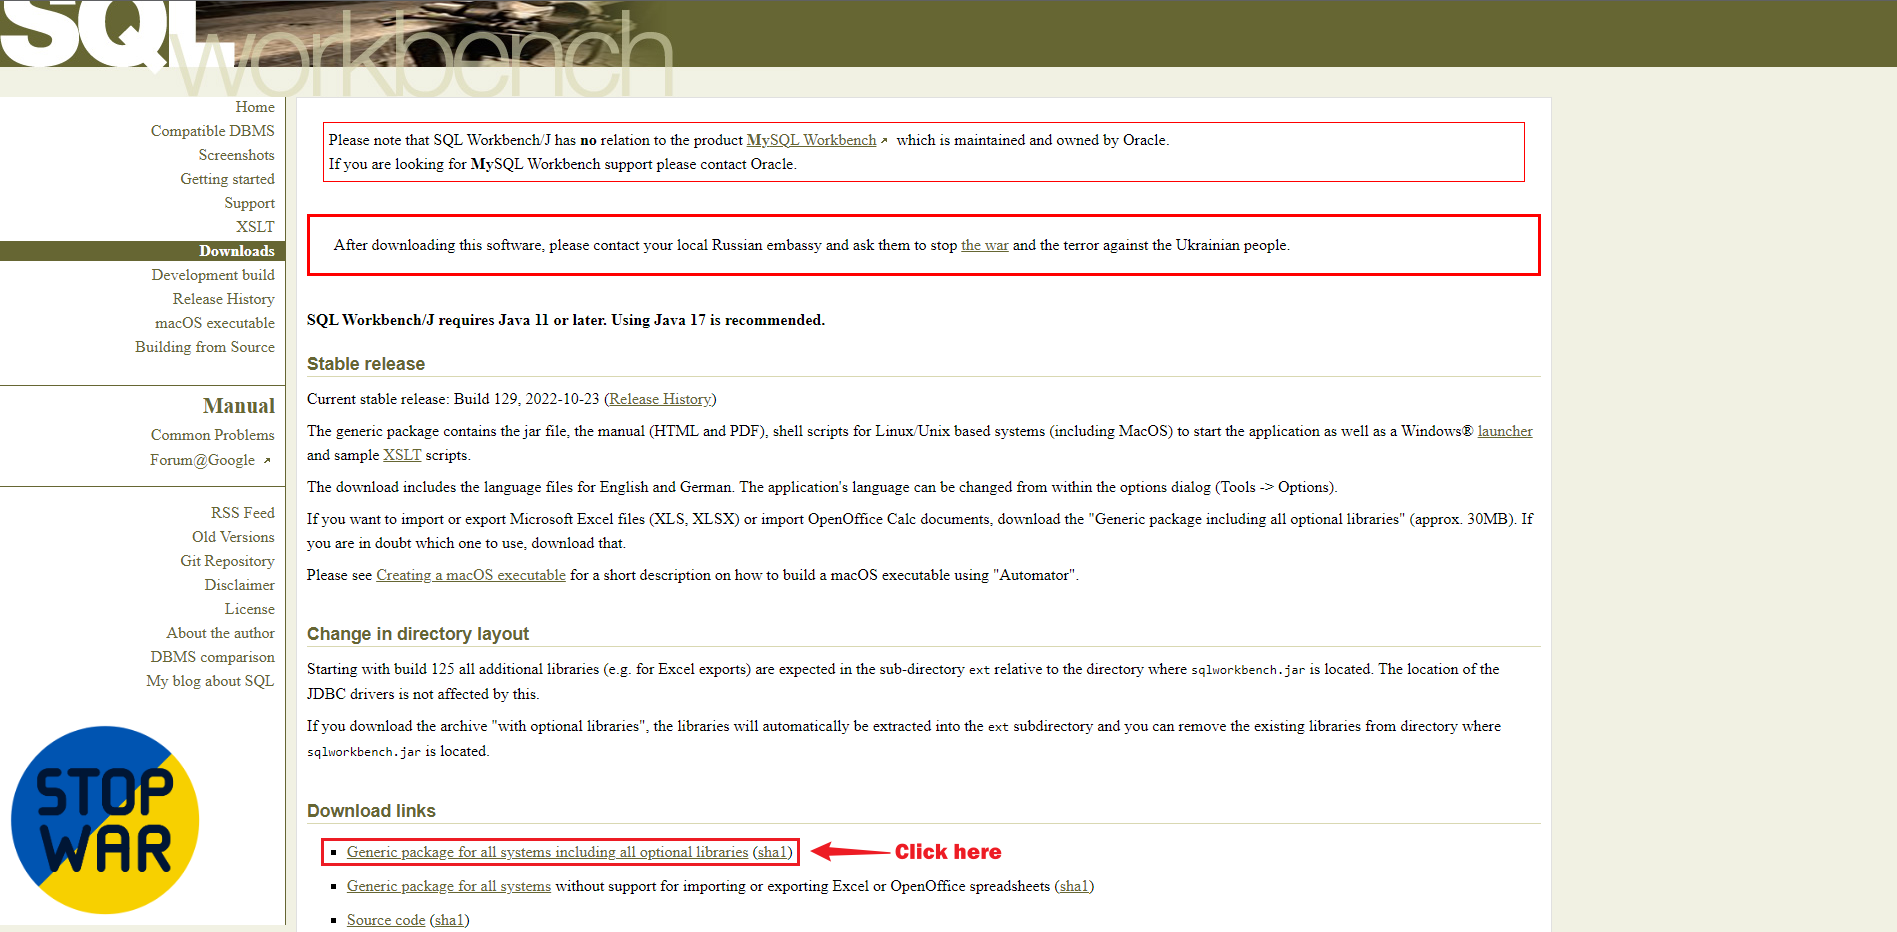 SQL
workbench
Home
Compatible DBMS
Screenshots
Getting started
Support
XSLT
Downloads
Development build
Release History
macOS executable
Building from Source
Manual
Common Problems
Forum@Google
RSS Feed
Old Versions
Git Repository
Disclaimer
License
About the author
DBMS comparison
My blog about SQL
STOP
WAR
Please note that SQL Workbench/J has no relation to the product MySQL Workbench which is maintained and owned by Oracle.
If you are looking for MySQL Workbench support please contact Oracle.
After downloading this software, please contact your local Russian embassy and ask them to stop the war and the terror against the Ukrainian people.
SQL Workbench/J requires Java 11 or later. Using Java 17 is recommended.
Stable release
Current stable release: Build 129, 2022-10-23 (Release History)
The generic package contains the jar file, the manual (HTML and PDF), shell scripts for Linux/Unix based systems (including MacOS) to start the application as well as a Windows® launcher
and sample XSLT scripts.
The download includes the language files for English and German. The application's language can be changed from within the options dialog (Tools -> Options).
If you want to import or export Microsoft Excel files (XLS, XLSX) or import OpenOffice Calc documents, download the "Generic package including all optional libraries" (approx. 30MB). If
you are in doubt which one to use, download that.
Please see Creating a macOS executable for a short description on how to build a macOS executable using "Automator".
Change in directory layout
Starting with build 125 all additional libraries (e.g. for Excel exports) are expected in the sub-directory ext relative to the directory where sqlworkbench.jar is located. The location of the
JDBC drivers is not affected by this.
If you download the archive "with optional libraries", the libraries will automatically be extracted into the ext subdirectory and you can remove the existing libraries from directory where
sqlworkbench.jar is located.
Download links
Generic package for all systems including all optional libraries (sha1)
Click here
Generic package for all systems without support for importing or exporting Excel or OpenOffice spreadsheets (sha1)
Source code (sha1)